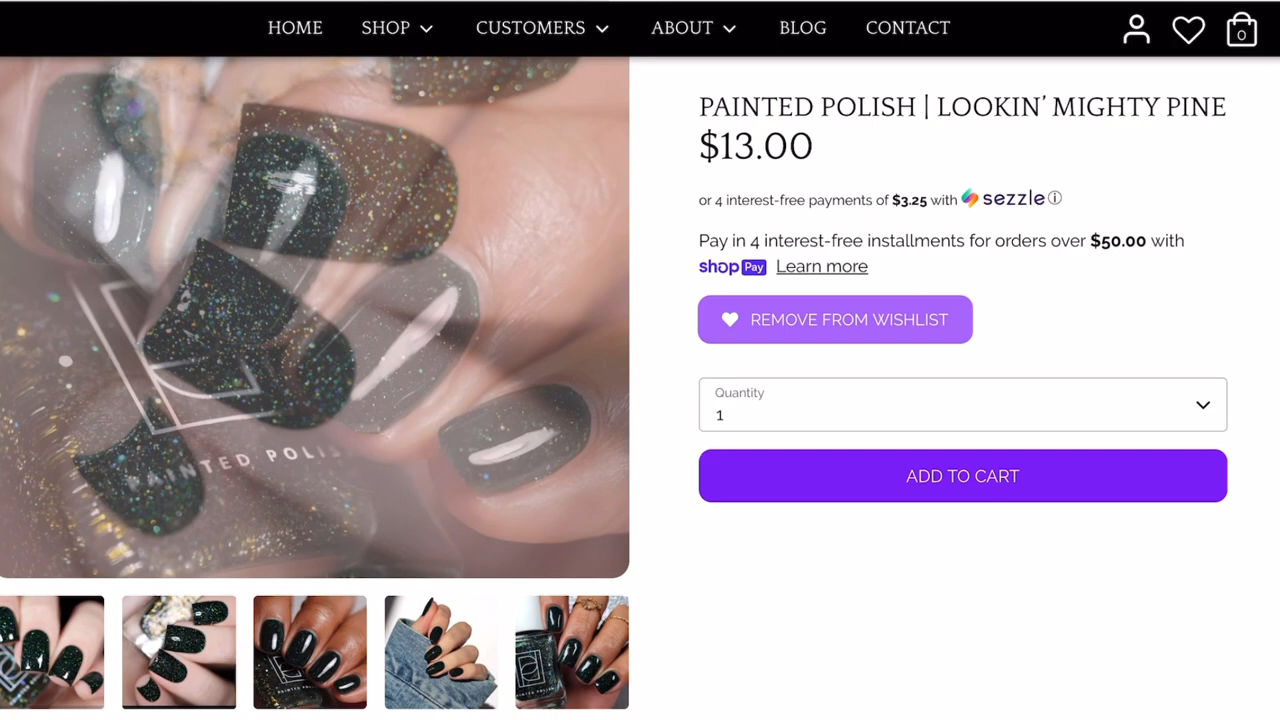 HOME SHOP CUSTOMERS ABOUT BLOG CONTACT
0
PAINTED POLISH | LOOKIN' MIGHTY PINE
$13.00
or 4 interest-free payments of $3.25 with sezzle
Pay in 4 interest-free installments for orders over $50.00 with
shop Pay Learn more
REMOVE FROM WISHLIST
Quantity
1
ADD TO CART
PAINTED POLI
PAINTED POLISH